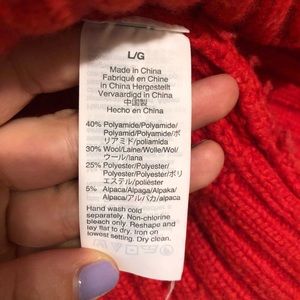 L/G
Made in China
Fabriqué en Chine
in China Hergestellt
Vervaardigd in China
中国製
Hecho en China
40% Polyamide/Polyamide/
Polyamid/Polyamide/ポ
リアミド/poliamida
30% Wool/Laine/Wolle/Wol/
ウール/lana
25% Polyester/Polyester/
Polyester/Polyester/ポリ
エステル/poliéster
5% Alpaca/Alpaga/Alpaka/
Alpaca/アルパカ/alpaca
Hand wash cold
separately. Non-chlorine
bleach only. Reshape and
lay flat to dry. Iron on
lowest setting. Dry clean.